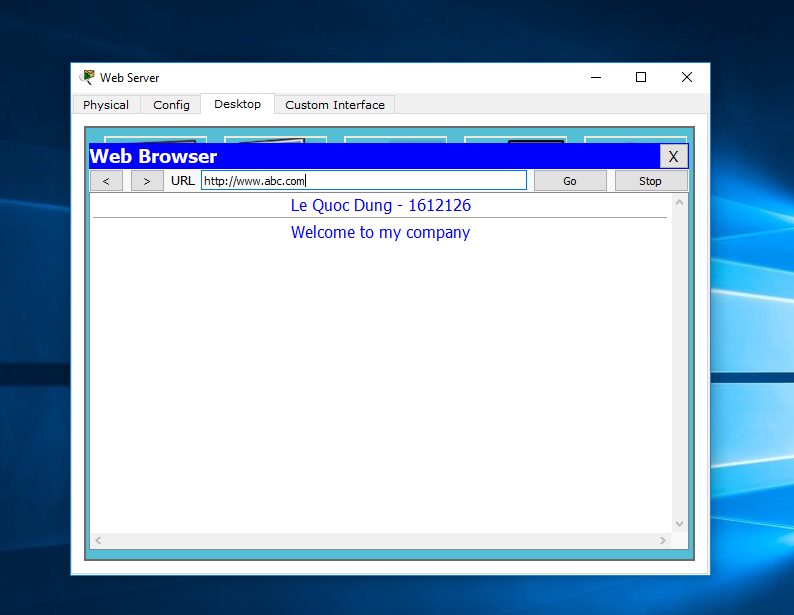 Web Server
Physical Config Desktop Custom Interface
Web Browser X
< > URL http://www.abc.com Go Stop
Le Quoc Dung - 1612126
Welcome to my company